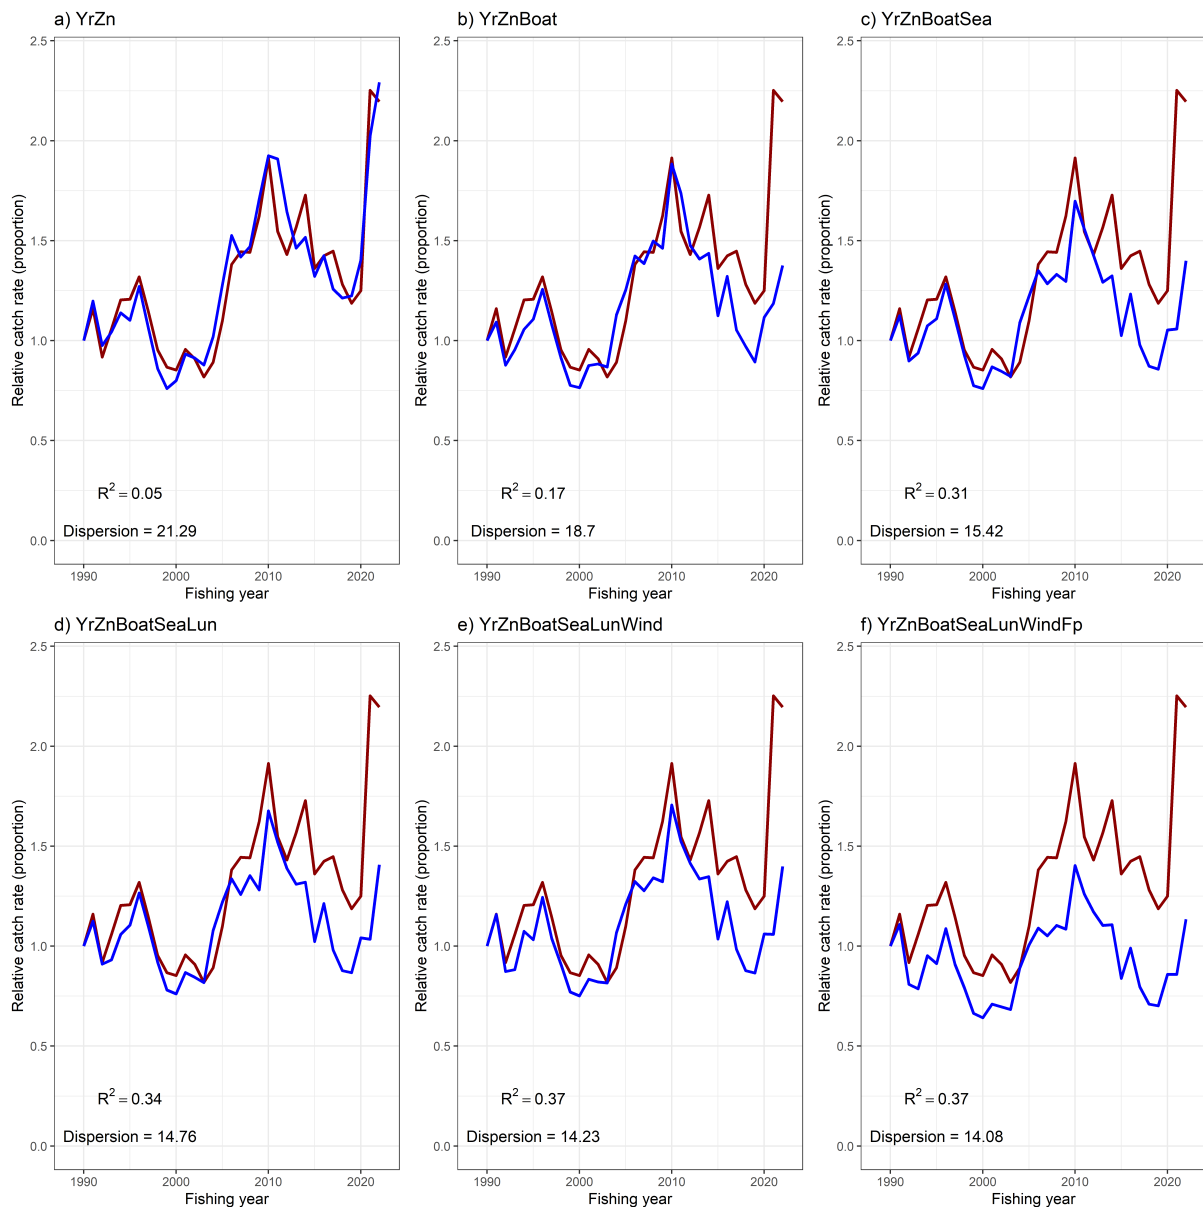 a) YrZn
Relative catch rate (proportion)
2.5
2.0
1.5
1.0
0.5
0.0
R² = 0.05
Dispersion = 21.29
1990 2000 2010 2020
Fishing year
b) YrZnBoat
Relative catch rate (proportion)
2.5
2.0
1.5
1.0
0.5
0.0
R² = 0.17
Dispersion = 18.7
1990 2000 2010 2020
Fishing year
c) YrZnBoatSea
Relative catch rate (proportion)
2.5
2.0
1.5
1.0
0.5
0.0
R² = 0.31
Dispersion = 15.42
1990 2000 2010 2020
Fishing year
d) YrZnBoatSeaLun
Relative catch rate (proportion)
2.5
2.0
1.5
1.0
0.5
0.0
R² = 0.34
Dispersion = 14.76
1990 2000 2010 2020
Fishing year
e) YrZnBoatSeaLunWind
Relative catch rate (proportion)
2.5
2.0
1.5
1.0
0.5
0.0
R² = 0.37
Dispersion = 14.23
1990 2000 2010 2020
Fishing year
f) YrZnBoatSeaLunWindFp
Relative catch rate (proportion)
2.5
2.0
1.5
1.0
0.5
0.0
R² = 0.37
Dispersion = 14.08
1990 2000 2010 2020
Fishing year